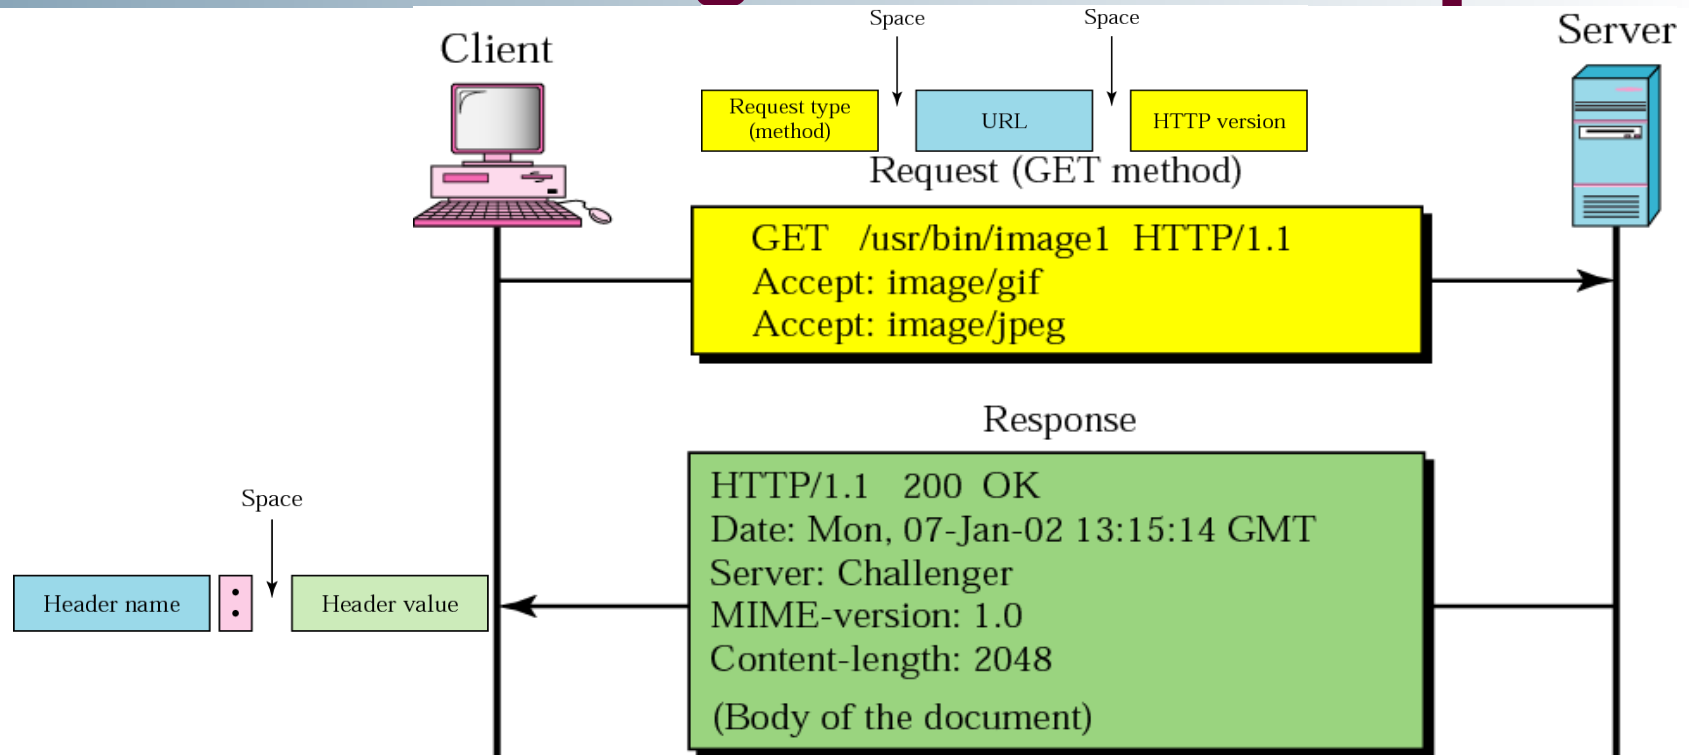 Space
Space
Client
Server
Request type
(method)
URL
HTTP version
Request (GET method)
GET /usr/bin/image1 HTTP/1.1
Accept: image/gif
Accept: image/jpeg
Response
HTTP/1.1 200 OK
Date: Mon, 07-Jan-02 13:15:14 GMT
Server: Challenger
MIME-version: 1.0
Content-length: 2048
(Body of the document)
Space
Header name
:
Header value